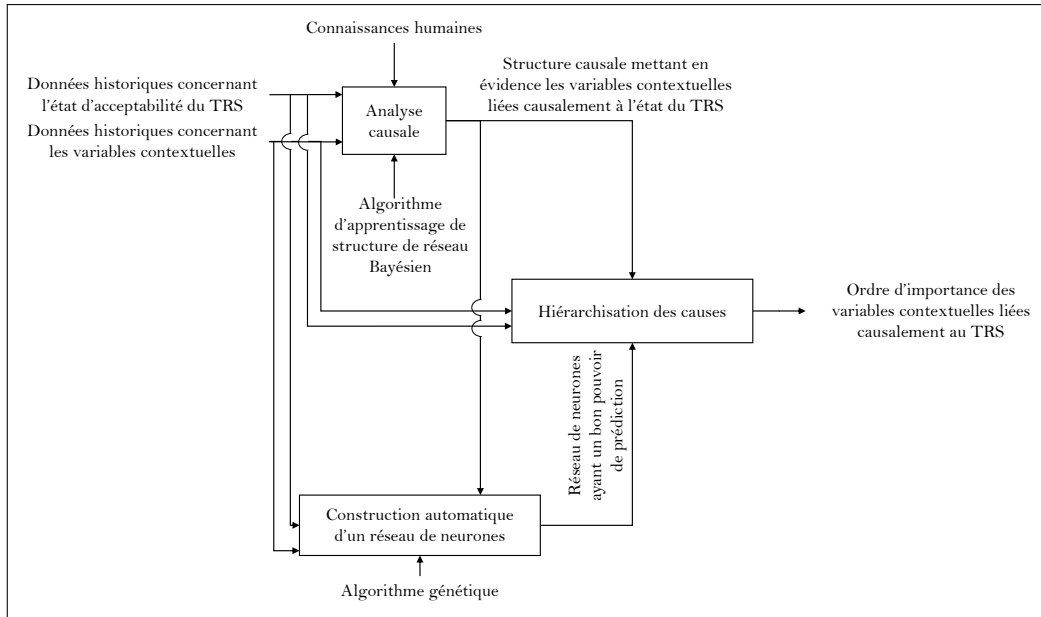 Connaissances humaines
Données historiques concernant
l'état d'acceptabilité du TRS
Données historiques concernant
les variables contextuelles
Analyse
causale
Structure causale mettant en
évidence les variables contextuelles
liées causalement à l'état du TRS
Algorithme
d'apprentissage de
structure de réseau
Bayésien
Hiérarchisation des causes
Ordre d'importance des
variables contextuelles liées
causalement au TRS
Réseau de neurones
ayant un bon pouvoir
de prédiction
Construction automatique
d'un réseau de neurones
Algorithme génétique